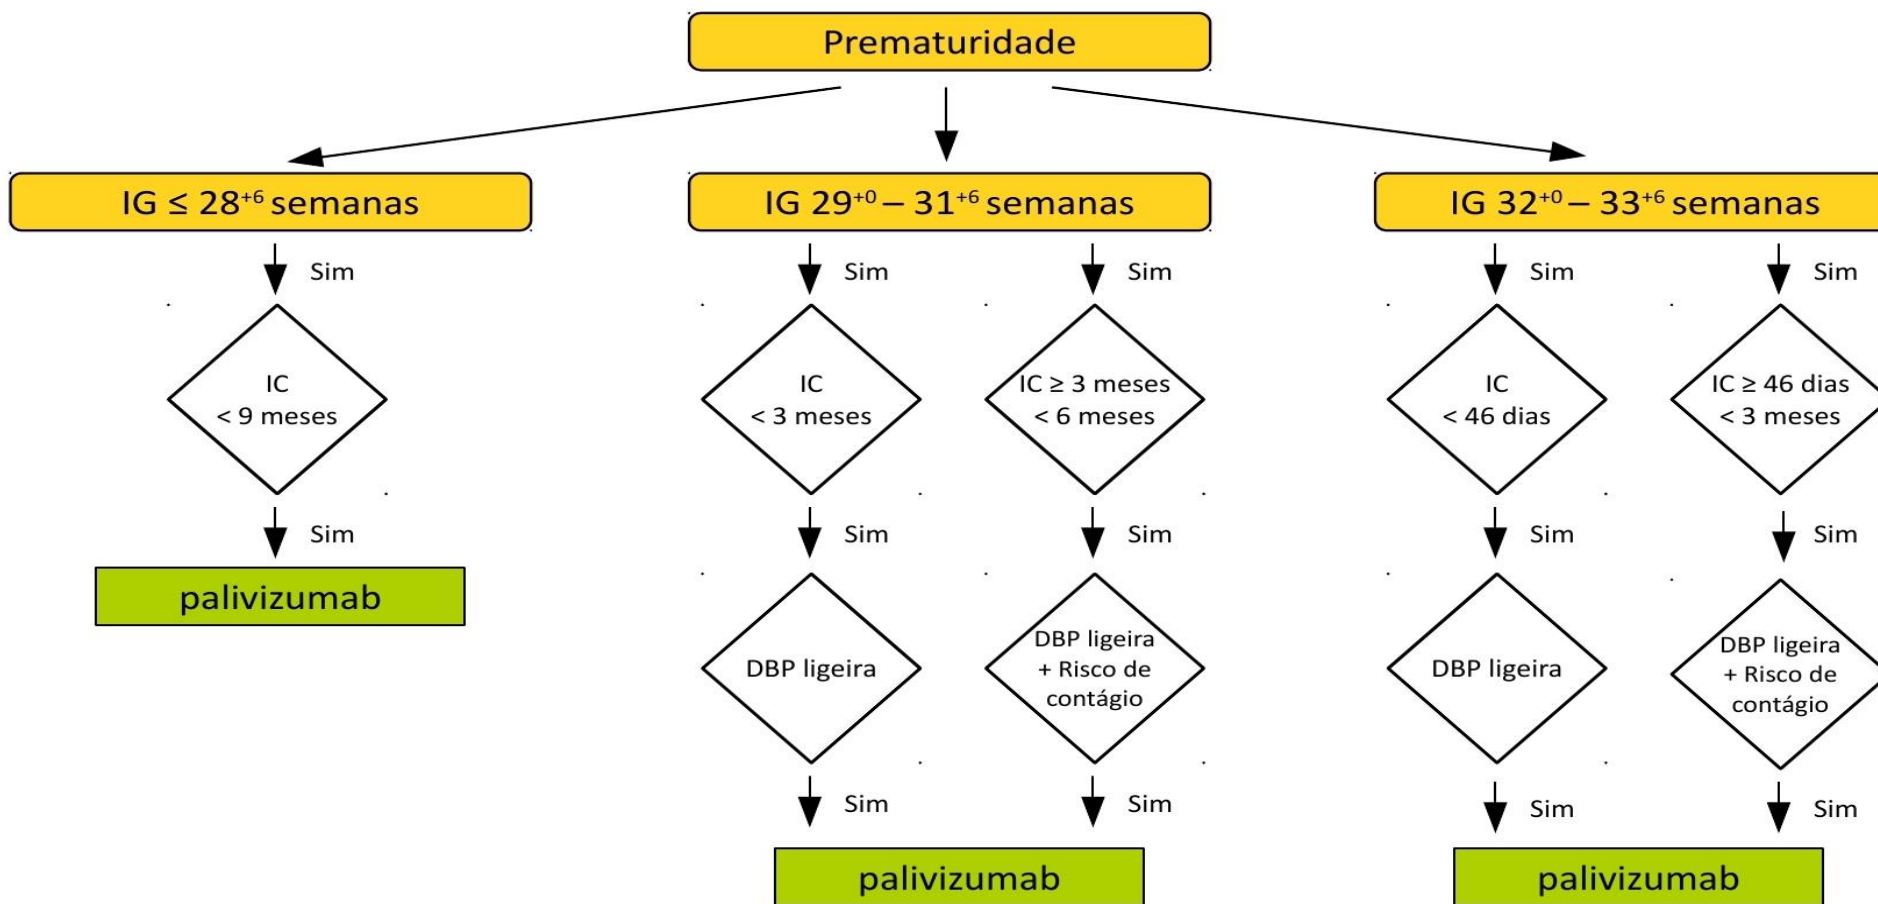 Prematuridade
IG ≤ 28⁺⁶ semanas
IG 29⁺⁰ – 31⁺⁶ semanas
IG 32⁺⁰ – 33⁺⁶ semanas
Sim
Sim
Sim
Sim
Sim
IC
< 9 meses
IC
< 3 meses
IC ≥ 3 meses
< 6 meses
IC
< 46 dias
IC ≥ 46 dias
< 3 meses
Sim
Sim
Sim
Sim
Sim
palivizumab
DBP ligeira
DBP ligeira
+ Risco de
contágio
DBP ligeira
DBP ligeira
+ Risco de
contágio
Sim
Sim
Sim
Sim
palivizumab
palivizumab